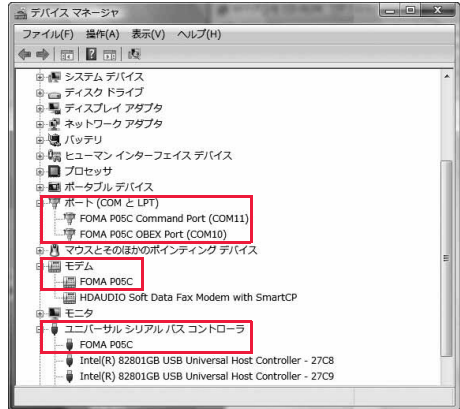 デバイス マネージャ
ファイル(F) 操作(A) 表示(V) ヘルプ(H)
システム デバイス
ディスク ドライブ
ディスプレイ アダプタ
ネットワーク アダプタ
バッテリ
ヒューマン インターフェイス デバイス
プロセッサ
ポータブル デバイス
ポート (COM と LPT)
FOMA P05C Command Port (COM11)
FOMA P05C OBEX Port (COM10)
マウスとそのほかのポインティング デバイス
モデム
FOMA P05C
HDAUDIO Soft Data Fax Modem with SmartCP
モニタ
ユニバーサル シリアル バス コントローラ
FOMA P05C
Intel(R) 82801GB USB Universal Host Controller - 27C8
Intel(R) 82801GB USB Universal Host Controller - 27C9